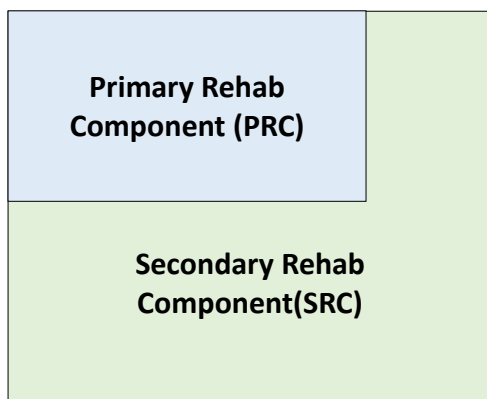 Primary Rehab
Component (PRC)
Secondary Rehab
Component(SRC)